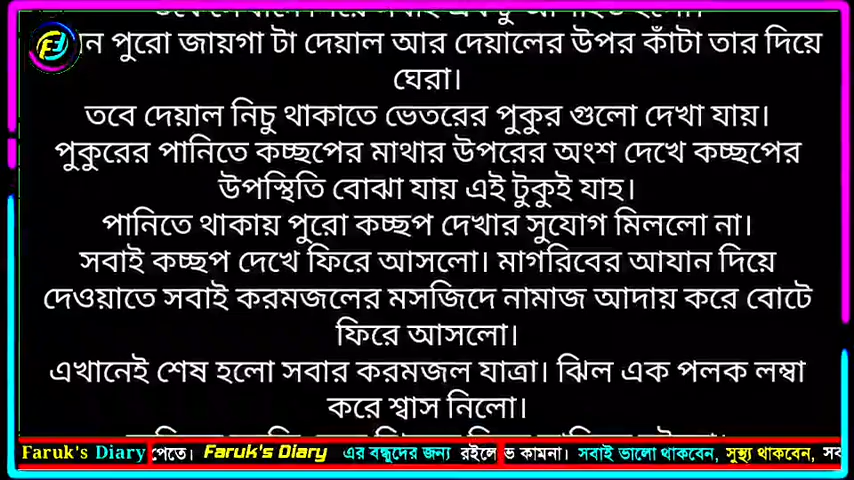 পুরো জায়গা টা দেয়াল আর দেয়ালের উপর কাঁটা তার দিয়ে
ঘেরা।
তবে দেয়াল নিচু থাকাতে ভেতরের পুকুর গুলো দেখা যায়।
পুকুরের পানিতে কচ্ছপের মাথার উপরের অংশ দেখে কচ্ছপের
উপস্থিতি বোঝা যায় এই টুকুই যাহ।
পানিতে থাকায় পুরো কচ্ছপ দেখার সুযোগ মিললো না।
সবাই কচ্ছপ দেখে ফিরে আসলো। মাগরিবের আযান দিয়ে
দেওয়াতে সবাই করমজলের মসজিদে নামাজ আদায় করে বোটে
ফিরে আসলো।
এখানেই শেষ হলো সবার করমজল যাত্রা। ঝিল এক পলক লম্বা
করে শ্বাস নিলো।
Faruk's Diary পেতে। Faruk's Diary এর বন্ধুদের জন্য রইলো ভ কামনা। সবাই ভালো থাকবেন, সুস্থ্য থাকবেন,